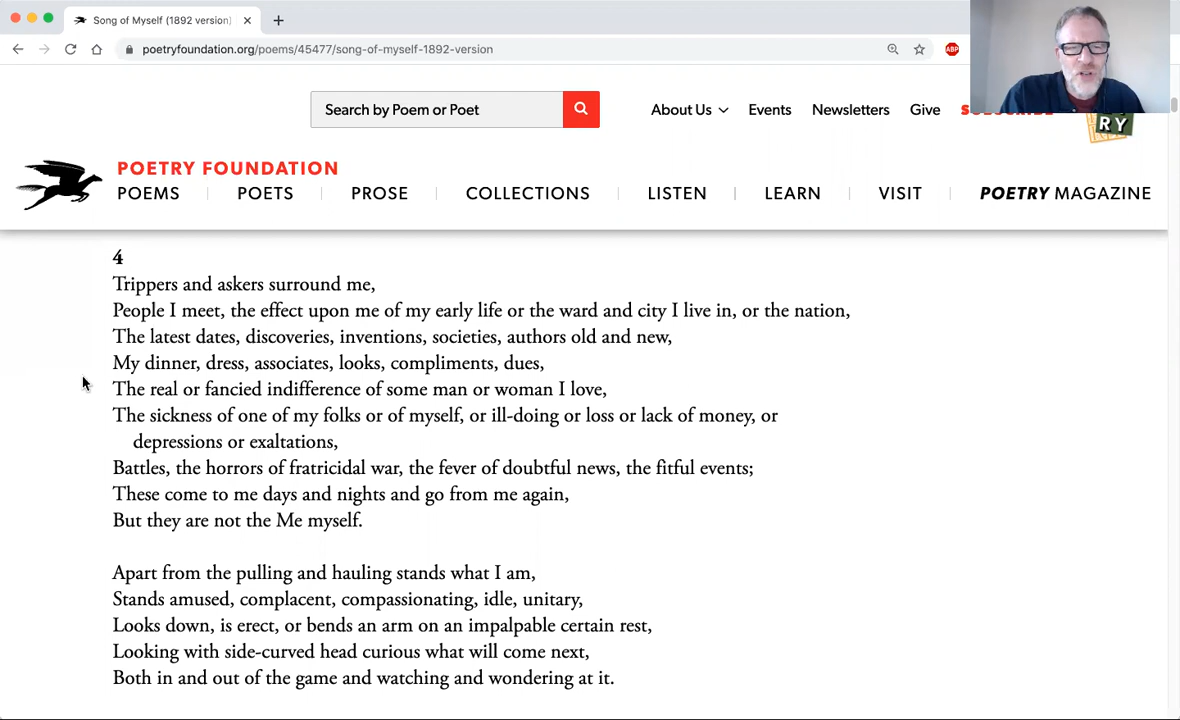 Song of Myself (1892 version)
poetryfoundation.org/poems/45477/song-of-myself-1892-version
ABP
Search by Poem or Poet
About Us
Events
Newsletters
Give
SUBSCRIBE
RY
POETRY FOUNDATION
POEMS
POETS
PROSE
COLLECTIONS
LISTEN
LEARN
VISIT
POETRY MAGAZINE
4
Trippers and askers surround me,
People I meet, the effect upon me of my early life or the ward and city I live in, or the nation,
The latest dates, discoveries, inventions, societies, authors old and new,
My dinner, dress, associates, looks, compliments, dues,
The real or fancied indifference of some man or woman I love,
The sickness of one of my folks or of myself, or ill-doing or loss or lack of money, or
depressions or exaltations,
Battles, the horrors of fratricidal war, the fever of doubtful news, the fitful events;
These come to me days and nights and go from me again,
But they are not the Me myself.
Apart from the pulling and hauling stands what I am,
Stands amused, complacent, compassionating, idle, unitary,
Looks down, is erect, or bends an arm on an impalpable certain rest,
Looking with side-curved head curious what will come next,
Both in and out of the game and watching and wondering at it.